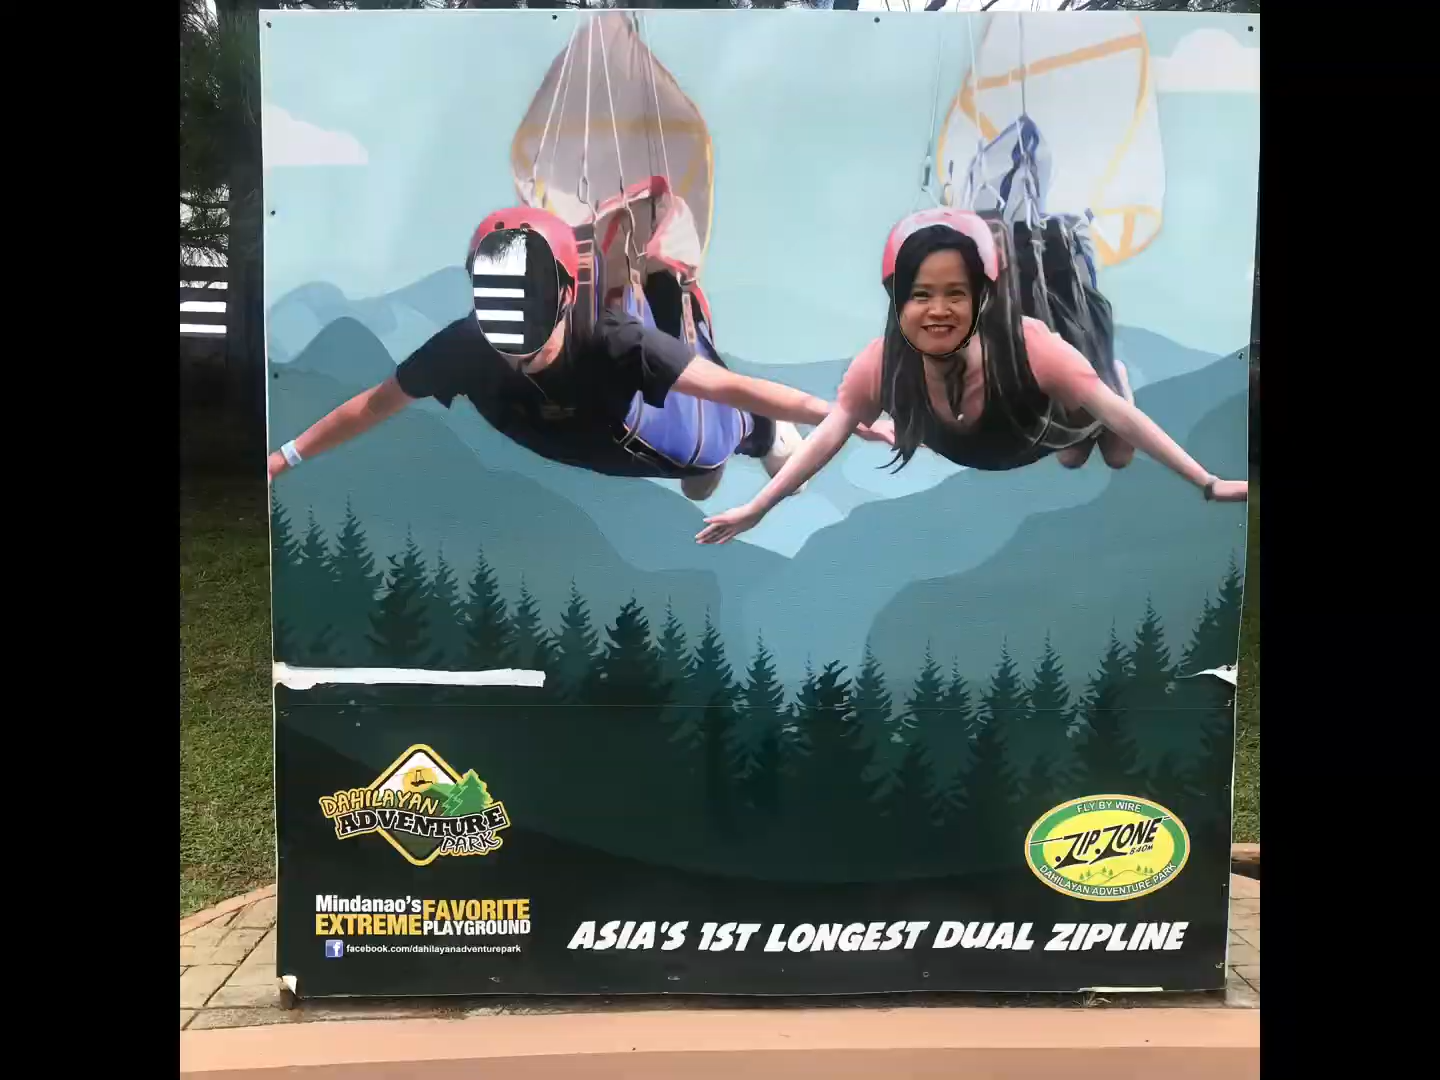 DAHILAYAN
ADVENTURE
PARK
Mindanao's
EXTREME FAVORITE
PLAYGROUND
facebook.com/dahilayanadventurepark
FLY BY WIRE
ZIP ZONE
840M
DAHILAYAN ADVENTURE PARK
ASIA'S 1ST LONGEST DUAL ZIPLINE